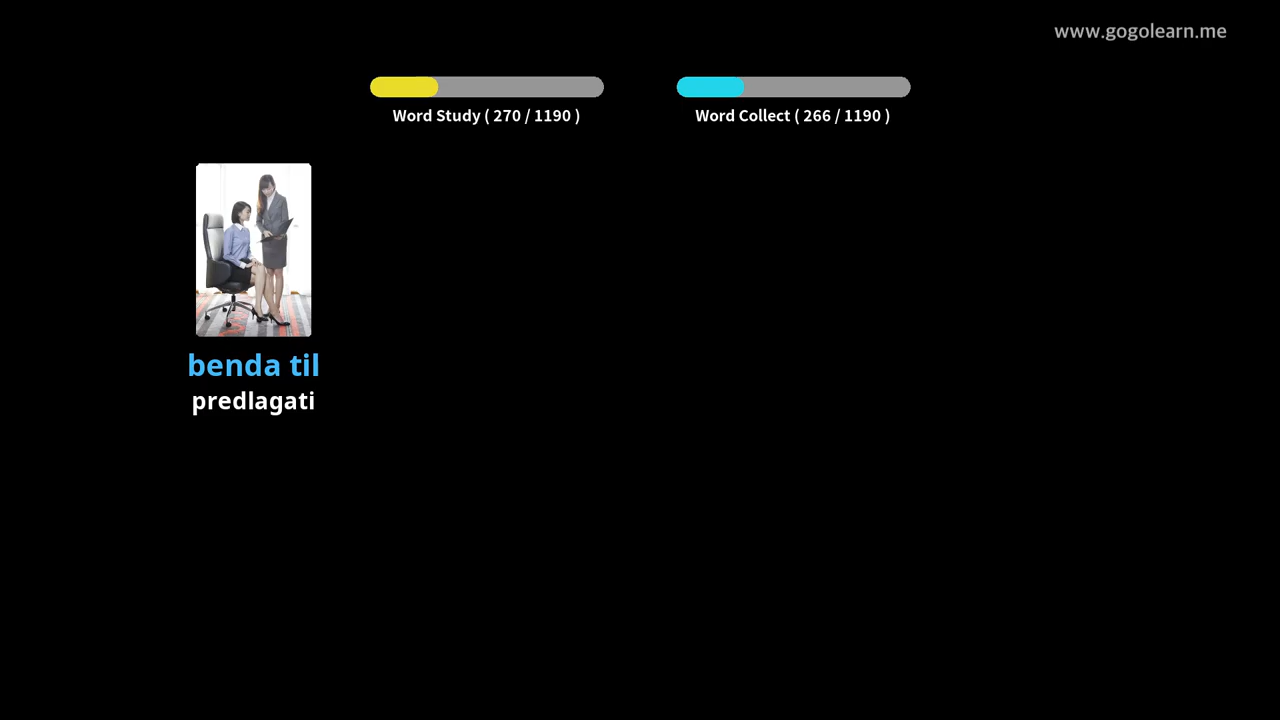 www.gogolearn.me
Word Study ( 270 / 1190 )
Word Collect ( 266 / 1190 )
benda til
predlagati